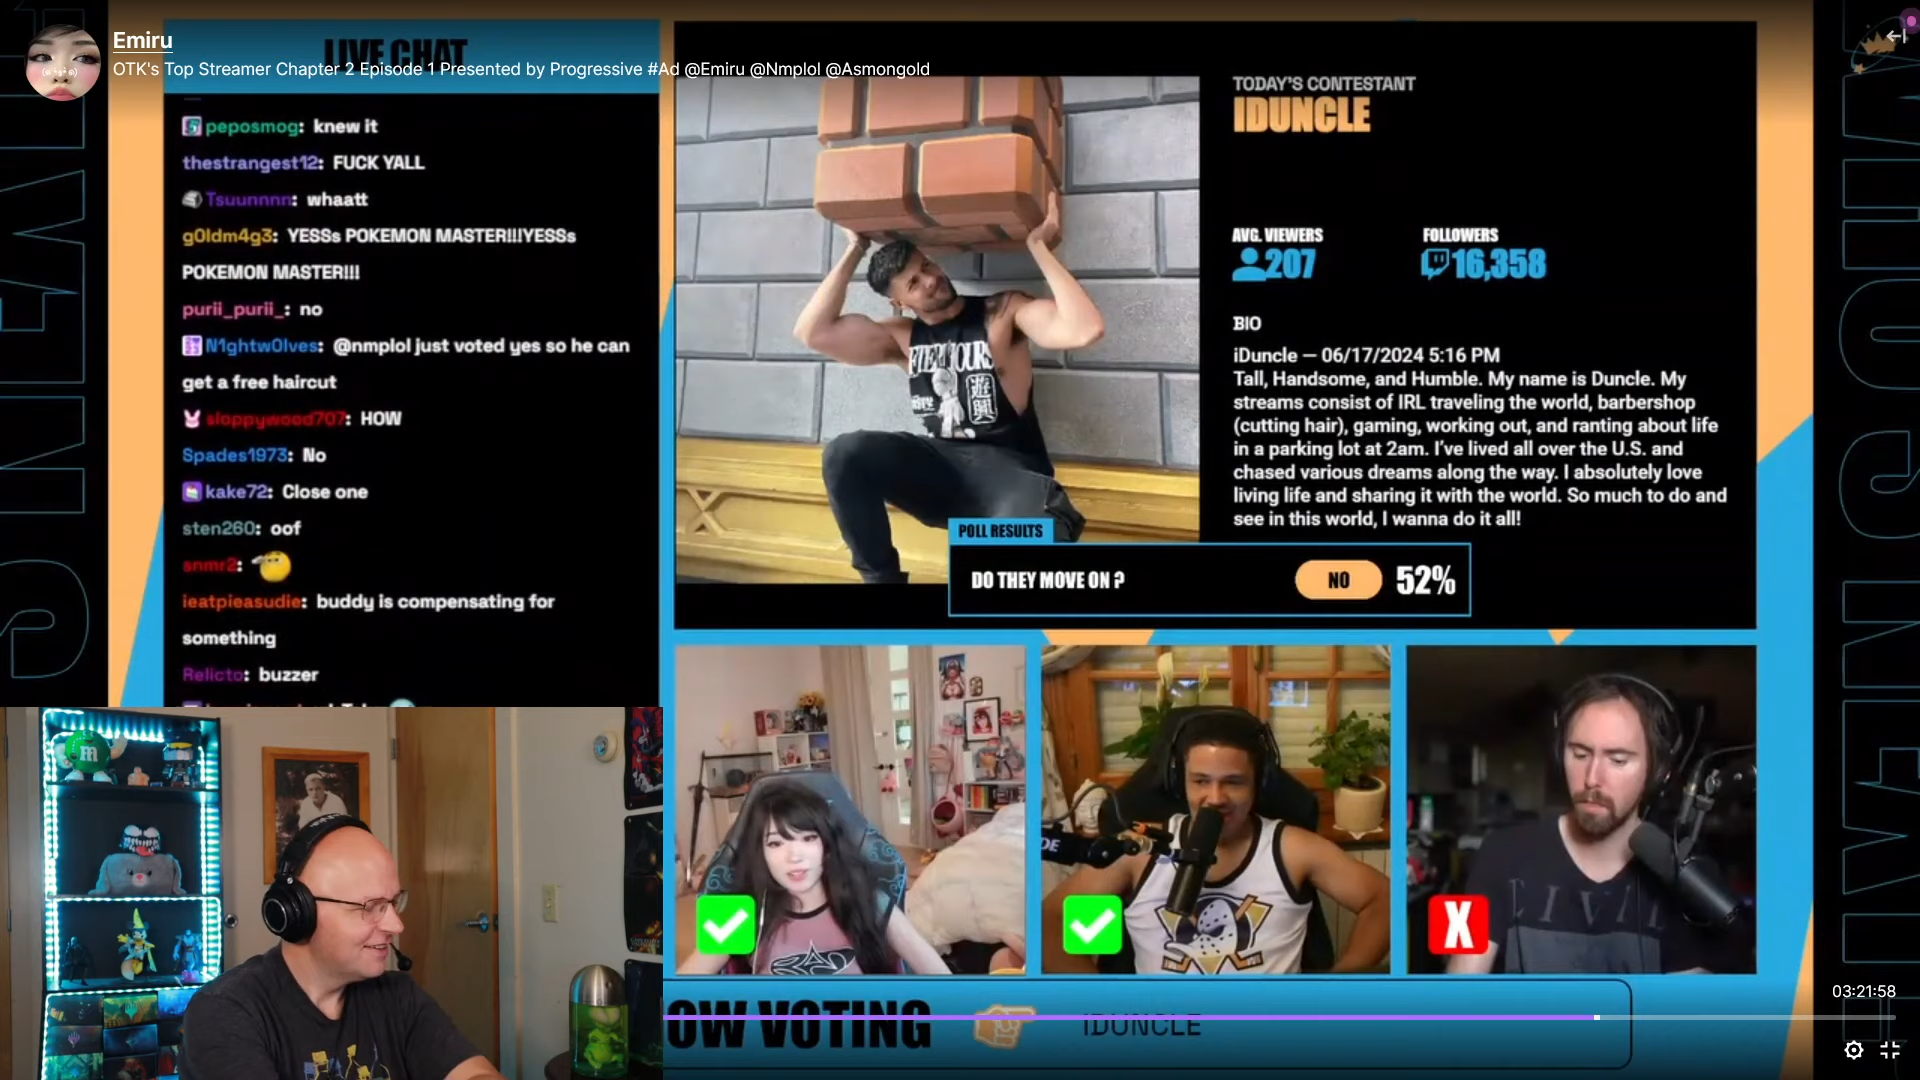 Emiru
OTK's Top Streamer Chapter 2 Episode 1 Presented by Progressive #Ad @Emiru @Nmplol @Asmongold
LIVE CHAT
peposmog: knew it
thestrangest12: FUCK YALL
Tsuunnnn: whaatt
g0ldm4g3: YESSs POKEMON MASTER!!!YESSs
POKEMON MASTER!!!
purii_purii_: no
N1ghtw0lves: @nmplol just voted yes so he can
get a free haircut
sloppywood707: HOW
Spades1973: No
kake72: Close one
sten260: oof
snmr2:
ieatpieasudie: buddy is compensating for
something
Relicto: buzzer
AFTER HOURS
遊
興
TODAY'S CONTESTANT
IDUNCLE
AVG. VIEWERS
207
FOLLOWERS
16,358
BIO
iDuncle — 06/17/2024 5:16 PM
Tall, Handsome, and Humble. My name is Duncle. My
streams consist of IRL traveling the world, barbershop
(cutting hair), gaming, working out, and ranting about life
in a parking lot at 2am. I've lived all over the U.S. and
chased various dreams along the way. I absolutely love
living life and sharing it with the world. So much to do and
see in this world, I wanna do it all!
POLL RESULTS
DO THEY MOVE ON ?
NO
52%
X
OW VOTING
IDUNCLE
03:21:58